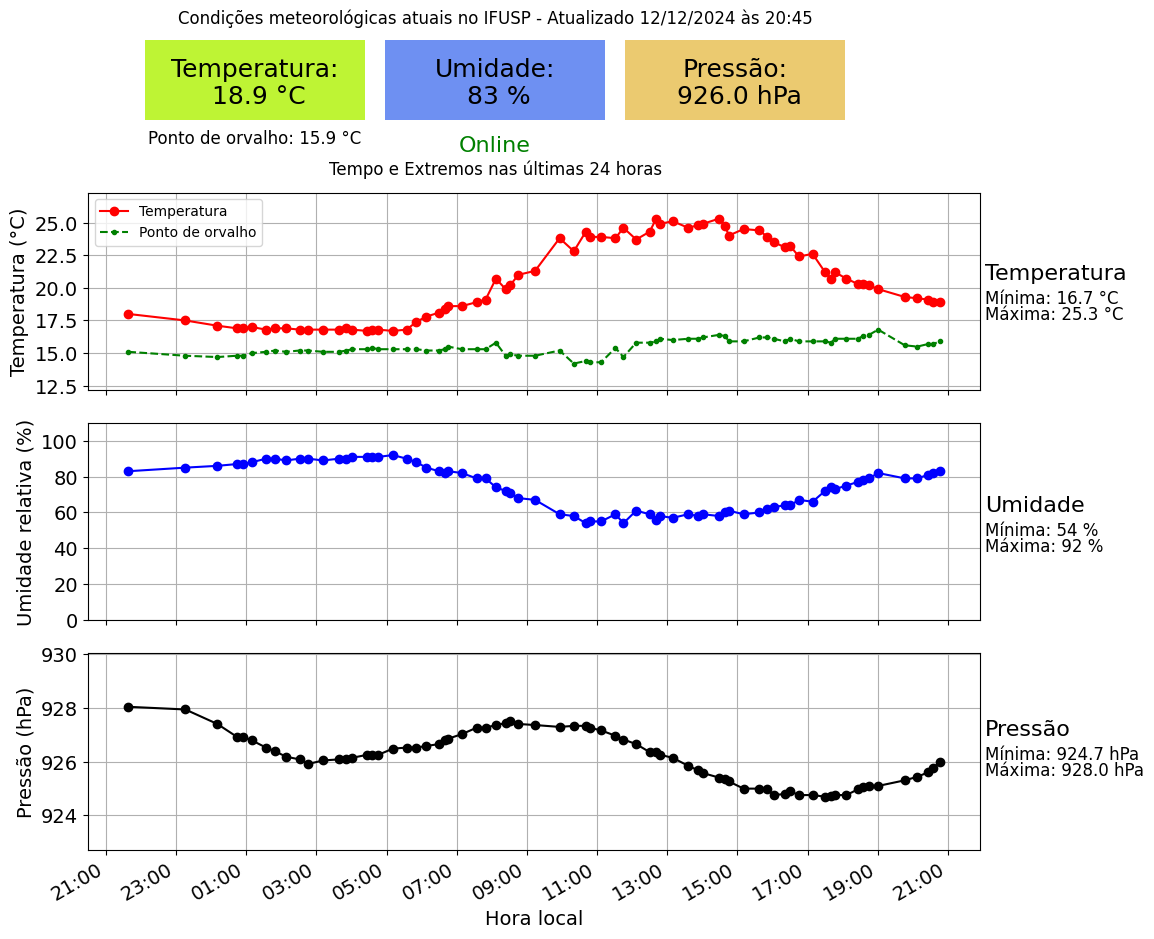 Condições meteorológicas atuais no IFUSP - Atualizado 12/12/2024 às 20:45
Temperatura:
18.9 °C
Umidade:
83 %
Pressão:
926.0 hPa
Ponto de orvalho: 15.9 °C
Online
Tempo e Extremos nas últimas 24 horas
Temperatura (°C)
25.0
22.5
20.0
17.5
15.0
12.5
Temperatura
Ponto de orvalho
Temperatura
Mínima: 16.7 °C
Máxima: 25.3 °C
Umidade relativa (%)
100
80
60
40
20
0
Umidade
Mínima: 54 %
Máxima: 92 %
Pressão (hPa)
930
928
926
924
Pressão
Mínima: 924.7 hPa
Máxima: 928.0 hPa
21:00 23:00 01:00 03:00 05:00 07:00 09:00 11:00 13:00 15:00 17:00 19:00 21:00
Hora local